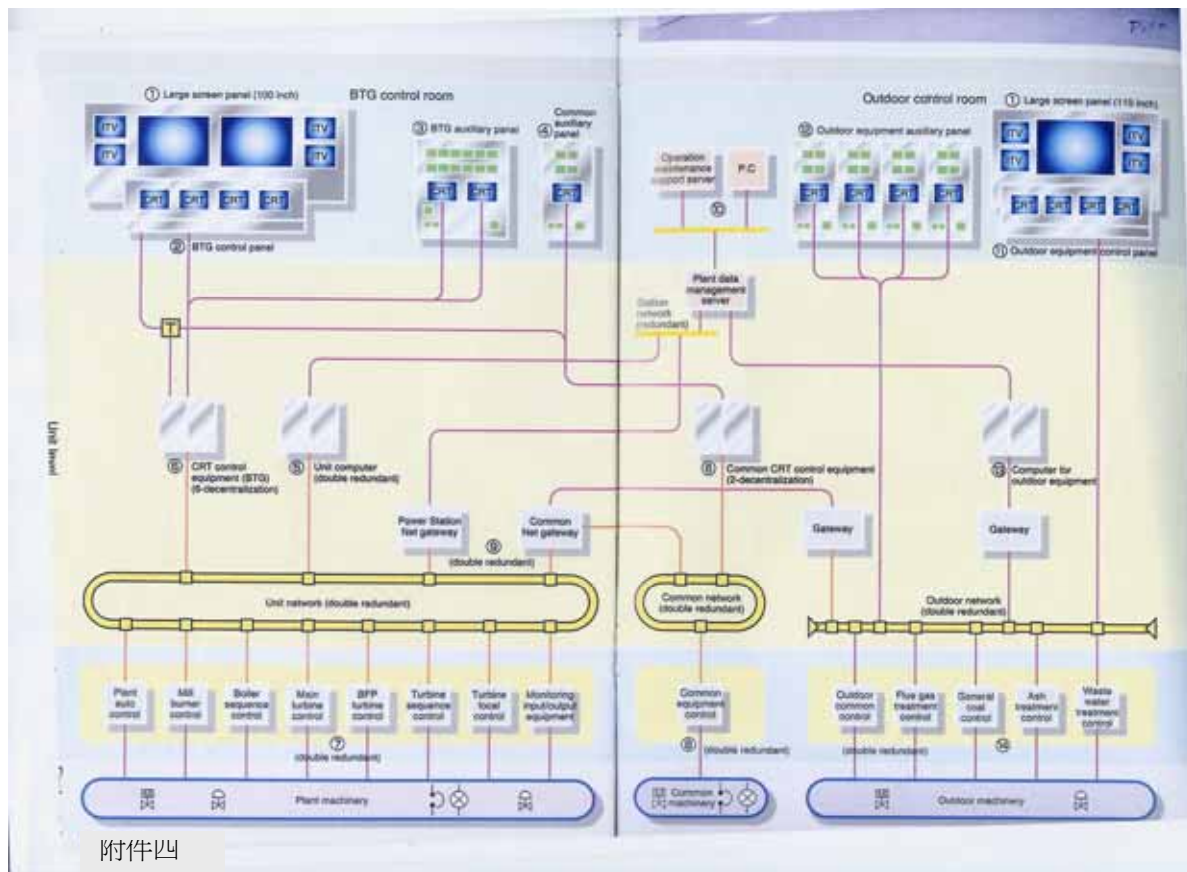 ① Large screen panel (100 inch)
BTG control room
ITV
ITV
ITV
ITV
CRT
CRT
CRT
CRT
② BTG control panel
③ BTG auxiliary panel
CRT
CRT
④ Common
auxiliary
panel
CRT
Operation
maintenance
support server
P.C
⑩
Outdoor control room
⑫ Outdoor equipment auxiliary panel
CRT
CRT
CRT
CRT
① Large screen panel (110 inch)
ITV
ITV
ITV
ITV
CRT
CRT
CRT
CRT
⑪ Outdoor equipment control panel
Plant data
management
server
network
(redundant)
T
Unit level
⑥ CRT control
equipment (BTG)
(6-decentralization)
⑤ Unit computer
(double redundant)
⑧ Common CRT control equipment
(2-decentralization)
⑬ Computer for
outdoor equipment
Power Station
Net gateway
⑨
(double redundant)
Common
Net gateway
Gateway
Gateway
Unit network (double redundant)
Common network
(double redundant)
Outdoor network
(double redundant)
Plant
auto
control
Mill
burner
control
Boiler
sequence
control
Main
turbine
control
BFP
turbine
control
Turbine
sequence
control
Turbine
local
control
Monitoring
input/output
equipment
⑦
(double redundant)
Common
equipment
control
⑧ (double redundant)
Outdoor
common
control
Flue gas
treatment
control
General
coal
control
Ash
treatment
control
Waste
water
treatment
control
(double redundant)
⑭
Plant machinery
Common
machinery
Outdoor machinery
附件四